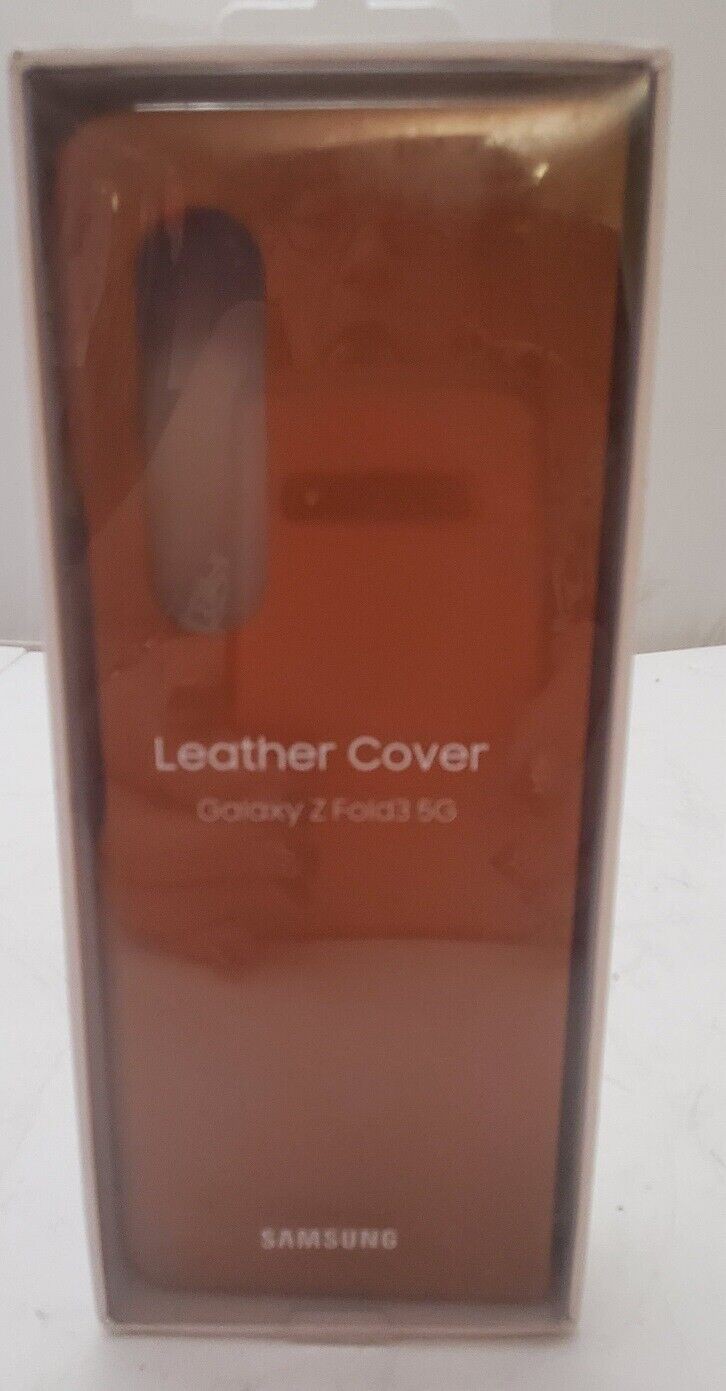 Leather Cover
Galaxy Z Fold3 5G
SAMSUNG